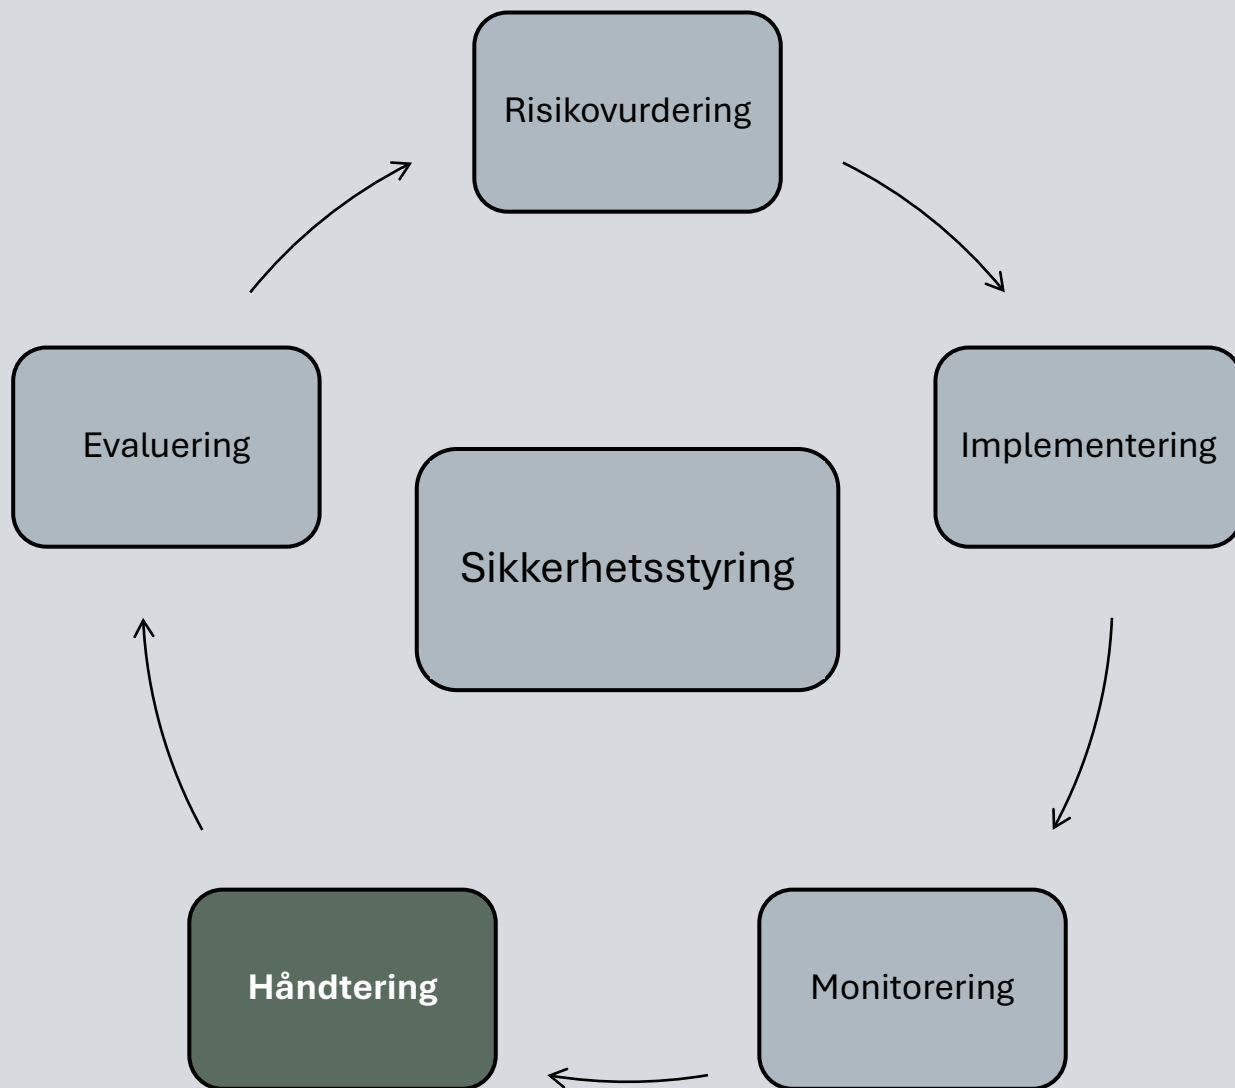 Risikovurdering
Evaluering
Implementering
Sikkerhetsstyring
Håndtering
Monitorering